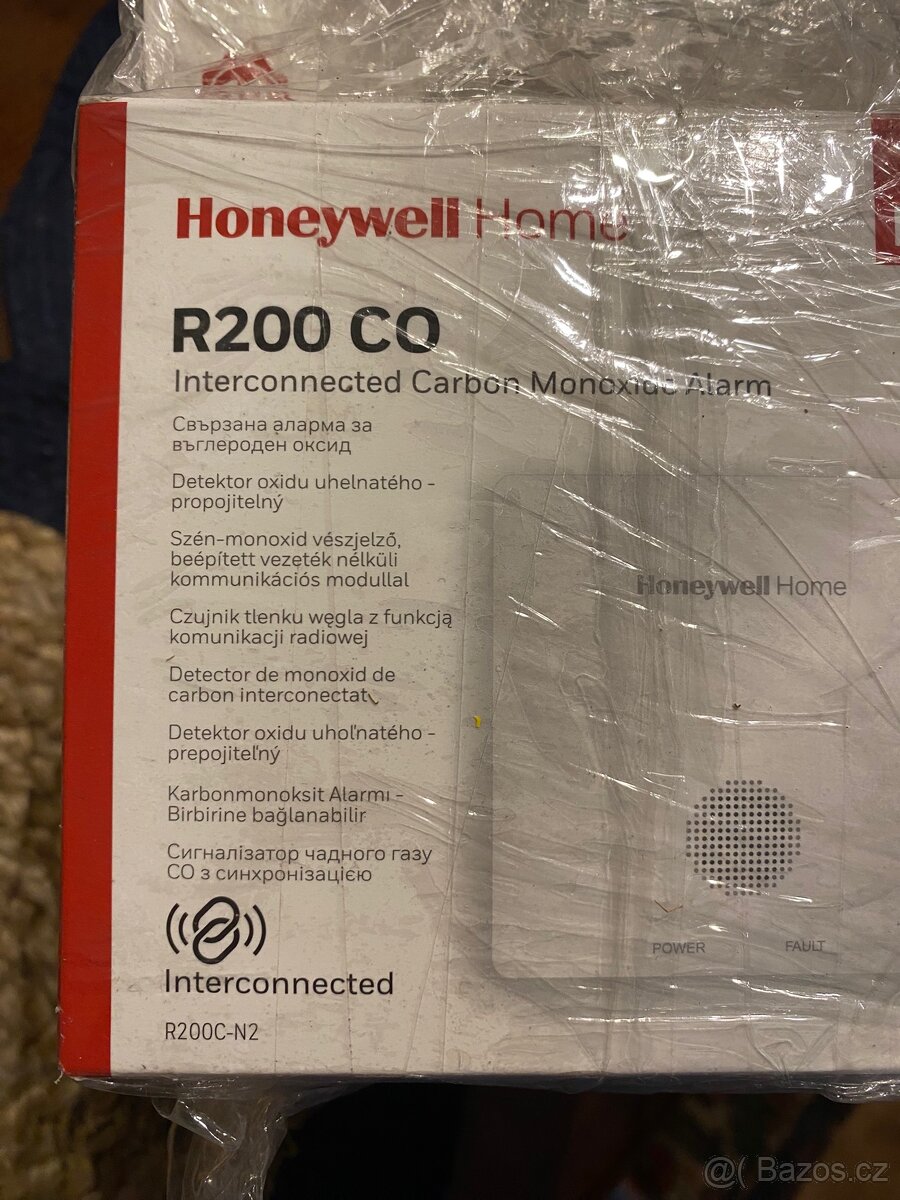 Honeywell Home
R200 CO
Interconnected Carbon Monoxide Alarm
Свързана аларма за
въглероден оксид
Detektor oxidu uhelnatého -
propojitelný
Szén-monoxid vészjelző,
beépített vezeték nélküli
kommunikációs modullal
Czujnik tlenku węgla z funkcją
komunikacji radiowej
Detector de monoxid de
carbon interconectat
Detektor oxidu uhoľnatého -
prepojiteľný
Karbonmonoksit Alarmı -
Birbirine bağlanabilir
Сигналізатор чадного газу
СО з синхронізацією
Interconnected
R200C-N2
Honeywell Home
POWER
FAULT
@( Bazos.cz